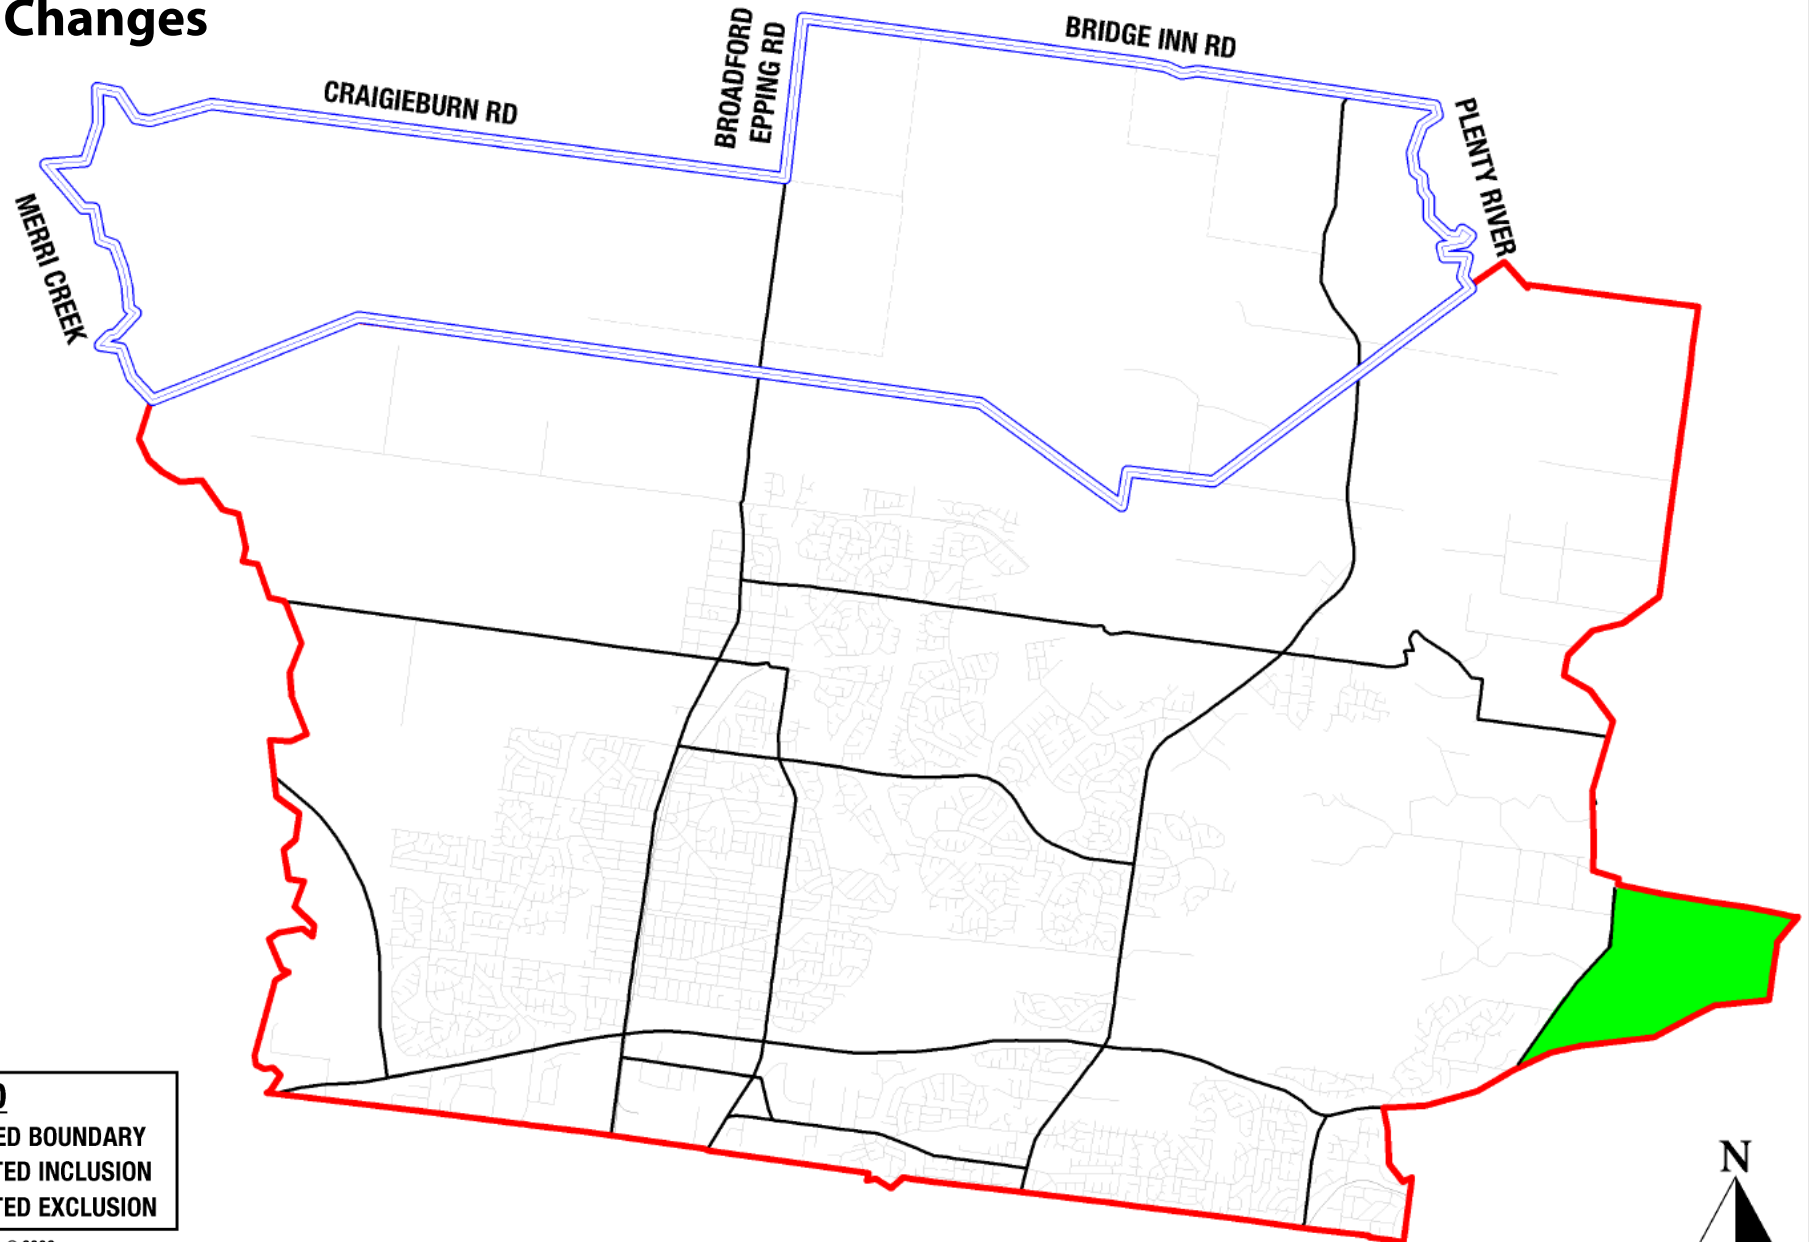 Changes
BROADFORD
EPPING RD
BRIDGE INN RD
CRAIGIEBURN RD
PLENTY RIVER
MERRI CREEK
ED BOUNDARY
TED INCLUSION
TED EXCLUSION
N